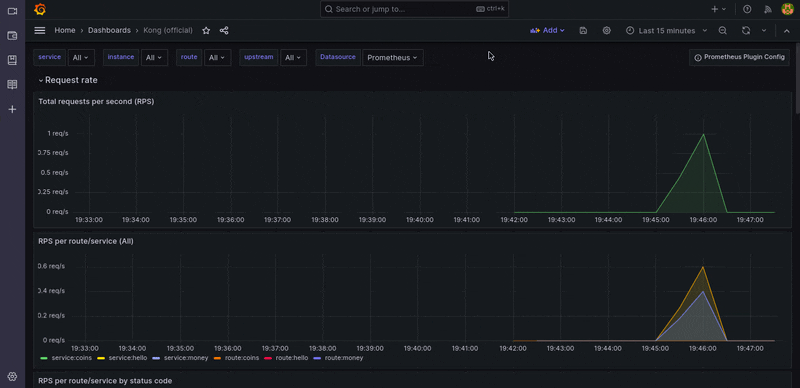 Search or jump to... ctrl+k
Home › Dashboards › Kong (official) Add Last 15 minutes
service All instance All route All upstream All Datasource Prometheus Prometheus Plugin Config
Request rate
Total requests per second (RPS)
1 req/s
0.75 req/s
0.5 req/s
0.25 req/s
0 req/s
19:33:00 19:34:00 19:35:00 19:36:00 19:37:00 19:38:00 19:39:00 19:40:00 19:41:00 19:42:00 19:43:00 19:44:00 19:45:00 19:46:00 19:47:00
RPS per route/service (All)
0.6 req/s
0.4 req/s
0.2 req/s
0 req/s
19:33:00 19:34:00 19:35:00 19:36:00 19:37:00 19:38:00 19:39:00 19:40:00 19:41:00 19:42:00 19:43:00 19:44:00 19:45:00 19:46:00 19:47:00
service:coins service:hello service:money route:coins route:hello route:money
RPS per route/service by status code